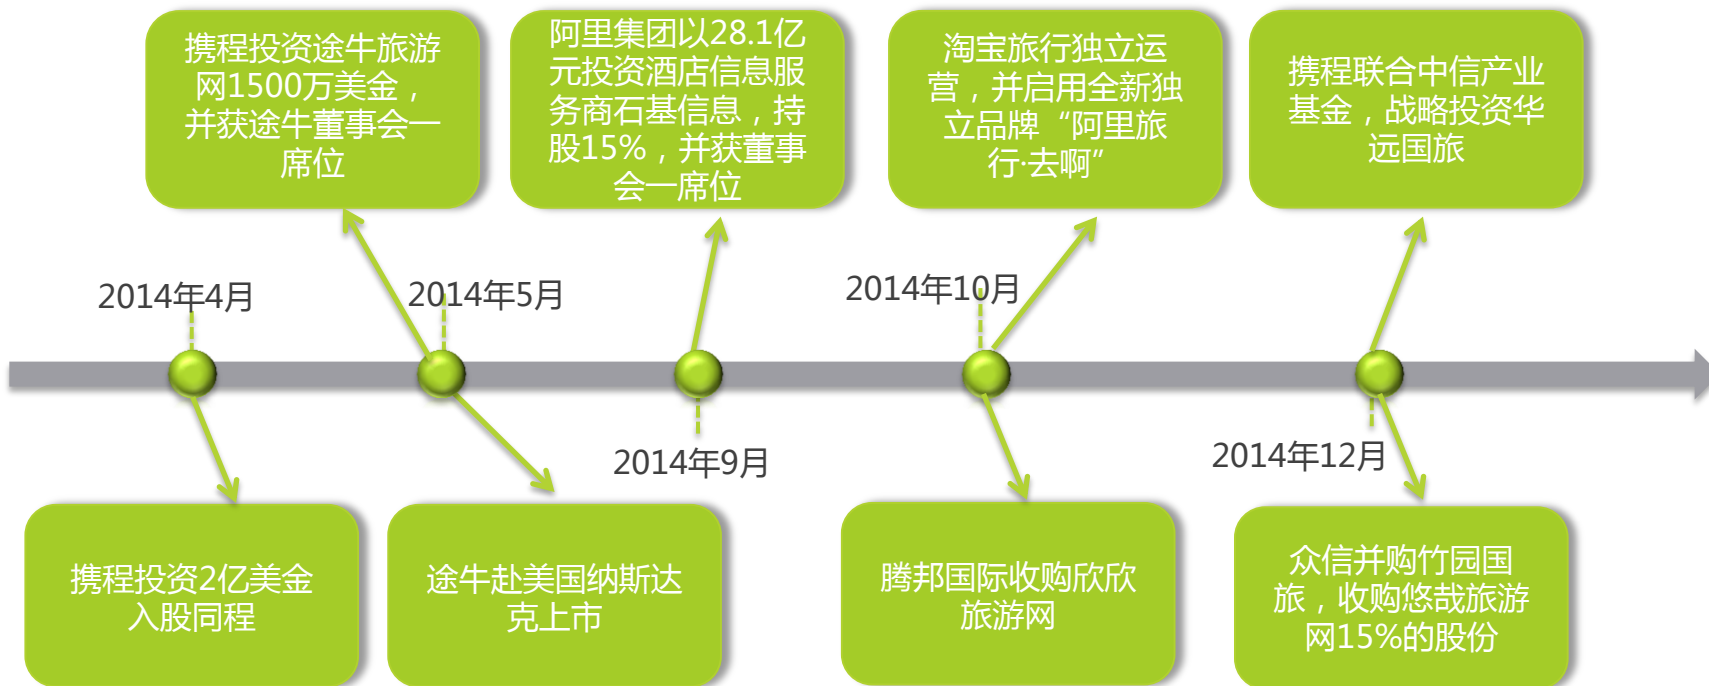 携程投资途牛旅游
网1500万美金，
并获途牛董事会一
席位
阿里集团以28.1亿
元投资酒店信息服
务商石基信息，持
股15%，并获董事
会一席位
淘宝旅行独立运
营，并启用全新独
立品牌“阿里旅
行·去啊”
携程联合中信产业
基金，战略投资华
远国旅
2014年4月
2014年5月
2014年10月
2014年9月
2014年12月
携程投资2亿美金
入股同程
途牛赴美国纳斯达
克上市
腾邦国际收购欣欣
旅游网
众信并购竹园国
旅，收购悠哉旅游
网15%的股份